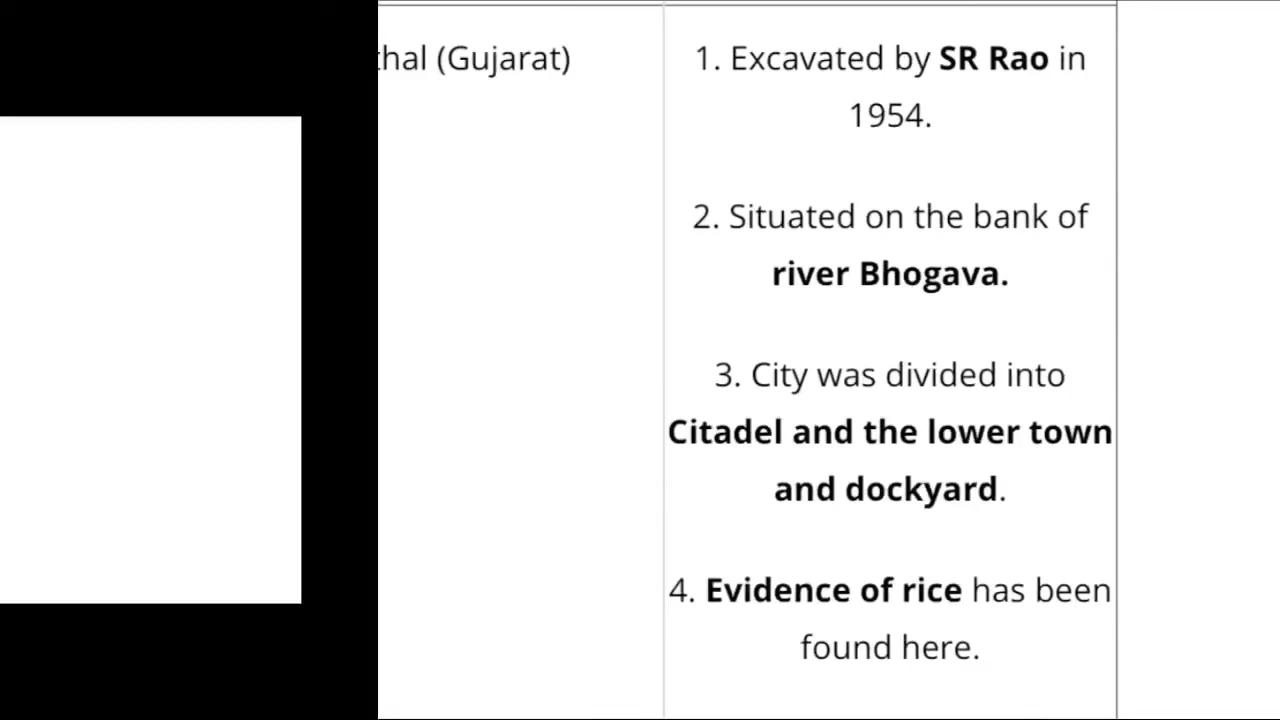 (Gujarat)
1. Excavated by SR Rao in
1954.
2. Situated on the bank of
river Bhogava.
3. City was divided into
Citadel and the lower town
and dockyard.
4. Evidence of rice has been
found here.